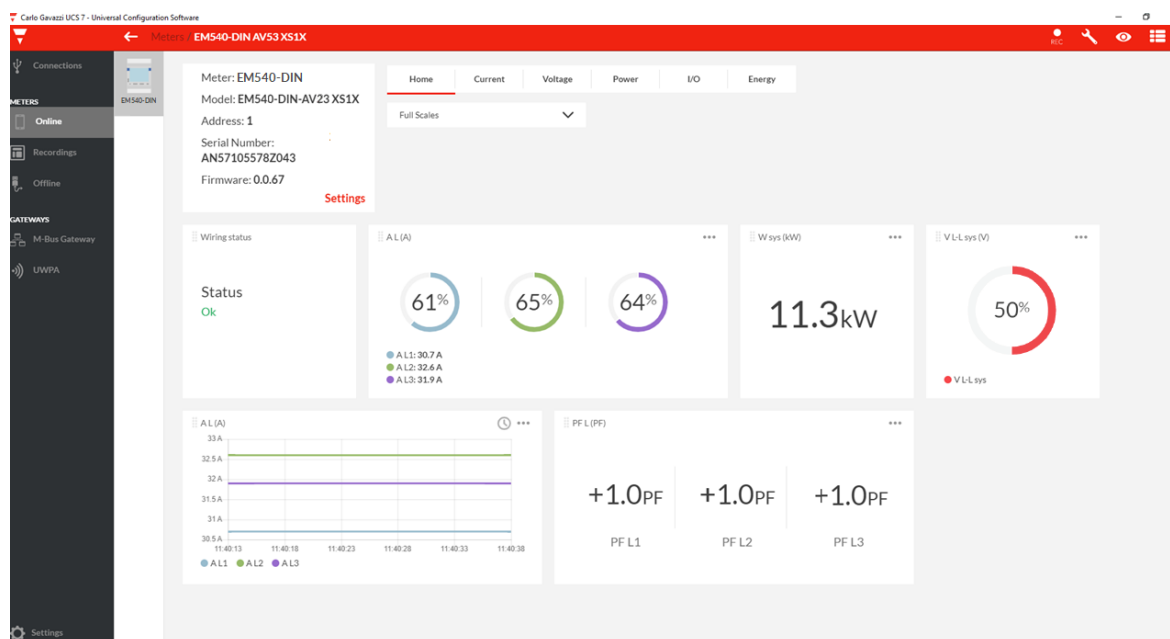 Carlo Gavazzi UCS 7 - Universal Configuration Software
Meters / EM540-DIN AV53 XS1X
REC
Connections
METERS
Online
Recordings
Offline
GATEWAYS
M-Bus Gateway
UWPA
Settings
EM540-DIN
Meter: EM540-DIN
Model: EM540-DIN-AV23 XS1X
Address: 1
Serial Number:
AN57105578Z043
Firmware: 0.0.67
Settings
Home Current Voltage Power I/O Energy
Full Scales
Wiring status
Status
Ok
A L (A)
61% 65% 64%
A L1: 30.7 A
A L2: 32.6 A
A L3: 31.9 A
W sys (kW)
11.3kW
V L-L sys (V)
50%
V L-L sys
A L (A)
33 A
32.5 A
32 A
31.5 A
31 A
30.5 A
11:40:13 11:40:18 11:40:23 11:40:28 11:40:33 11:40:38
A L1 A L2 A L3
PF L (PF)
+1.0PF +1.0PF +1.0PF
PF L1 PF L2 PF L3